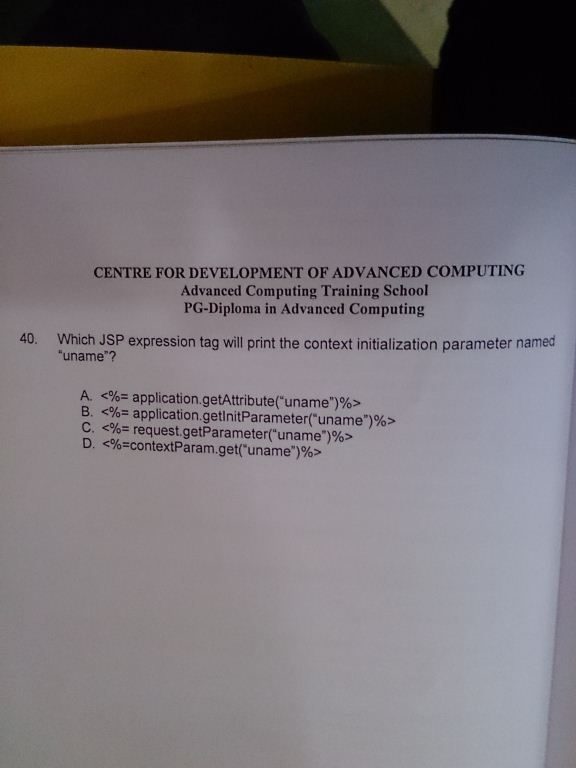 CENTRE FOR DEVELOPMENT OF ADVANCED COMPUTING
Advanced Computing Training School
PG-Diploma in Advanced Computing
40. Which JSP expression tag will print the context initialization parameter named
"uname"?
A. <%= application.getAttribute("uname")%>
B. <%= application.getInitParameter("uname")%>
C. <%= request.getParameter("uname")%>
D. <%=contextParam.get("uname")%>